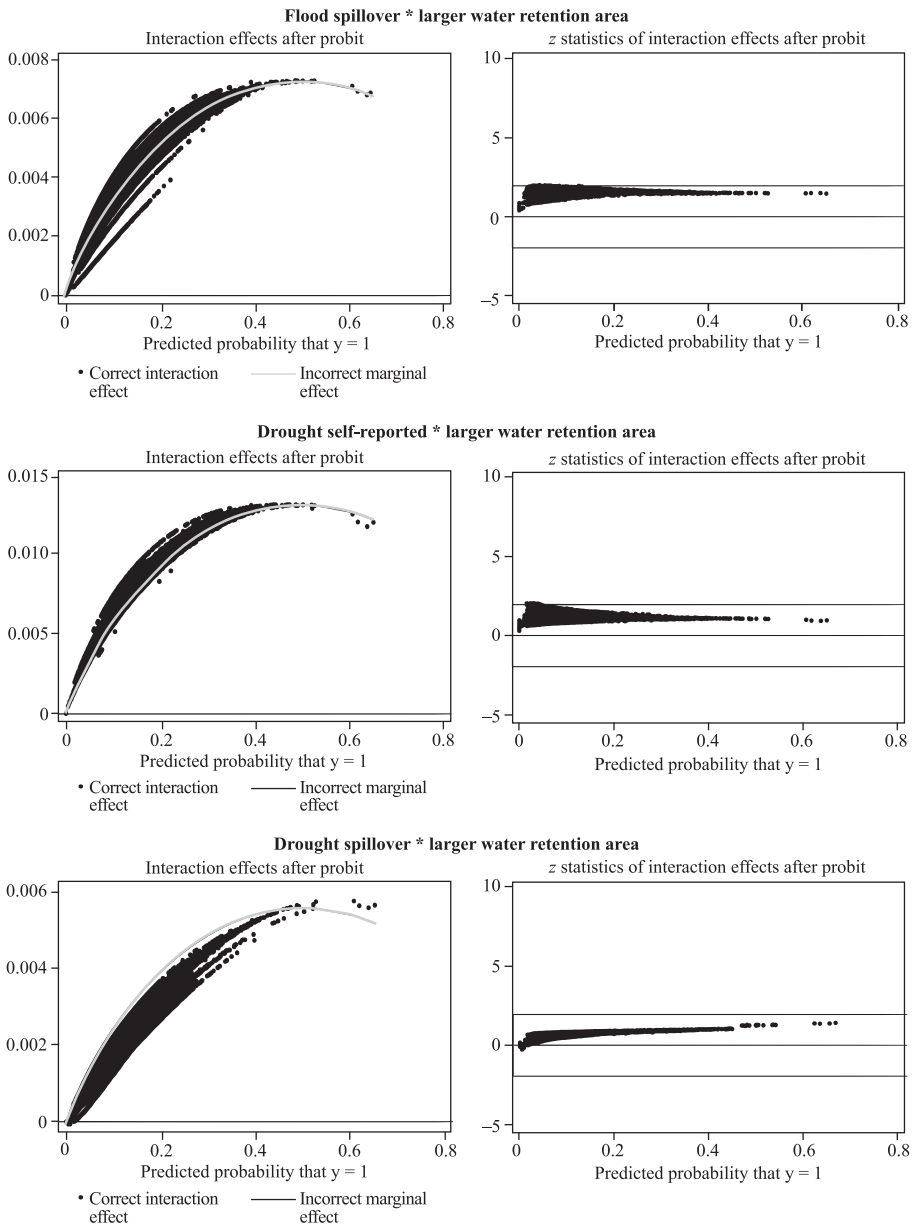 Flood spillover * larger water retention area
Interaction effects after probit
0.008
0.006
0.004
0.002
0
0 0.2 0.4 0.6 0.8
Predicted probability that y = 1
• Correct interaction effect
Incorrect marginal effect
z statistics of interaction effects after probit
10
5
0
–5
0 0.2 0.4 0.6 0.8
Predicted probability that y = 1
Drought self-reported * larger water retention area
Interaction effects after probit
0.015
0.010
0.005
0
0 0.2 0.4 0.6 0.8
Predicted probability that y = 1
• Correct interaction effect
Incorrect marginal effect
z statistics of interaction effects after probit
10
5
0
–5
0 0.2 0.4 0.6 0.8
Predicted probability that y = 1
Drought spillover * larger water retention area
Interaction effects after probit
0.006
0.004
0.002
0
0 0.2 0.4 0.6 0.8
Predicted probability that y = 1
• Correct interaction effect
Incorrect marginal effect
z statistics of interaction effects after probit
10
5
0
–5
0 0.2 0.4 0.6 0.8
Predicted probability that y = 1